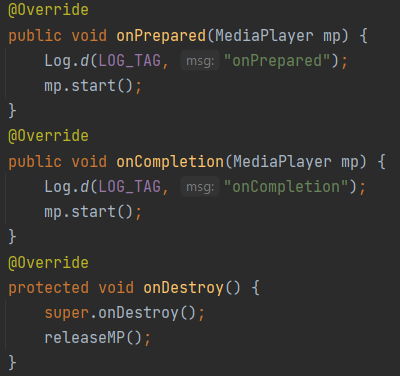 @Override
public void onPrepared(MediaPlayer mp) {
    Log.d(LOG_TAG, msg: "onPrepared");
    mp.start();
}
@Override
public void onCompletion(MediaPlayer mp) {
    Log.d(LOG_TAG, msg: "onCompletion");
    mp.start();
}
@Override
protected void onDestroy() {
    super.onDestroy();
    releaseMP();
}